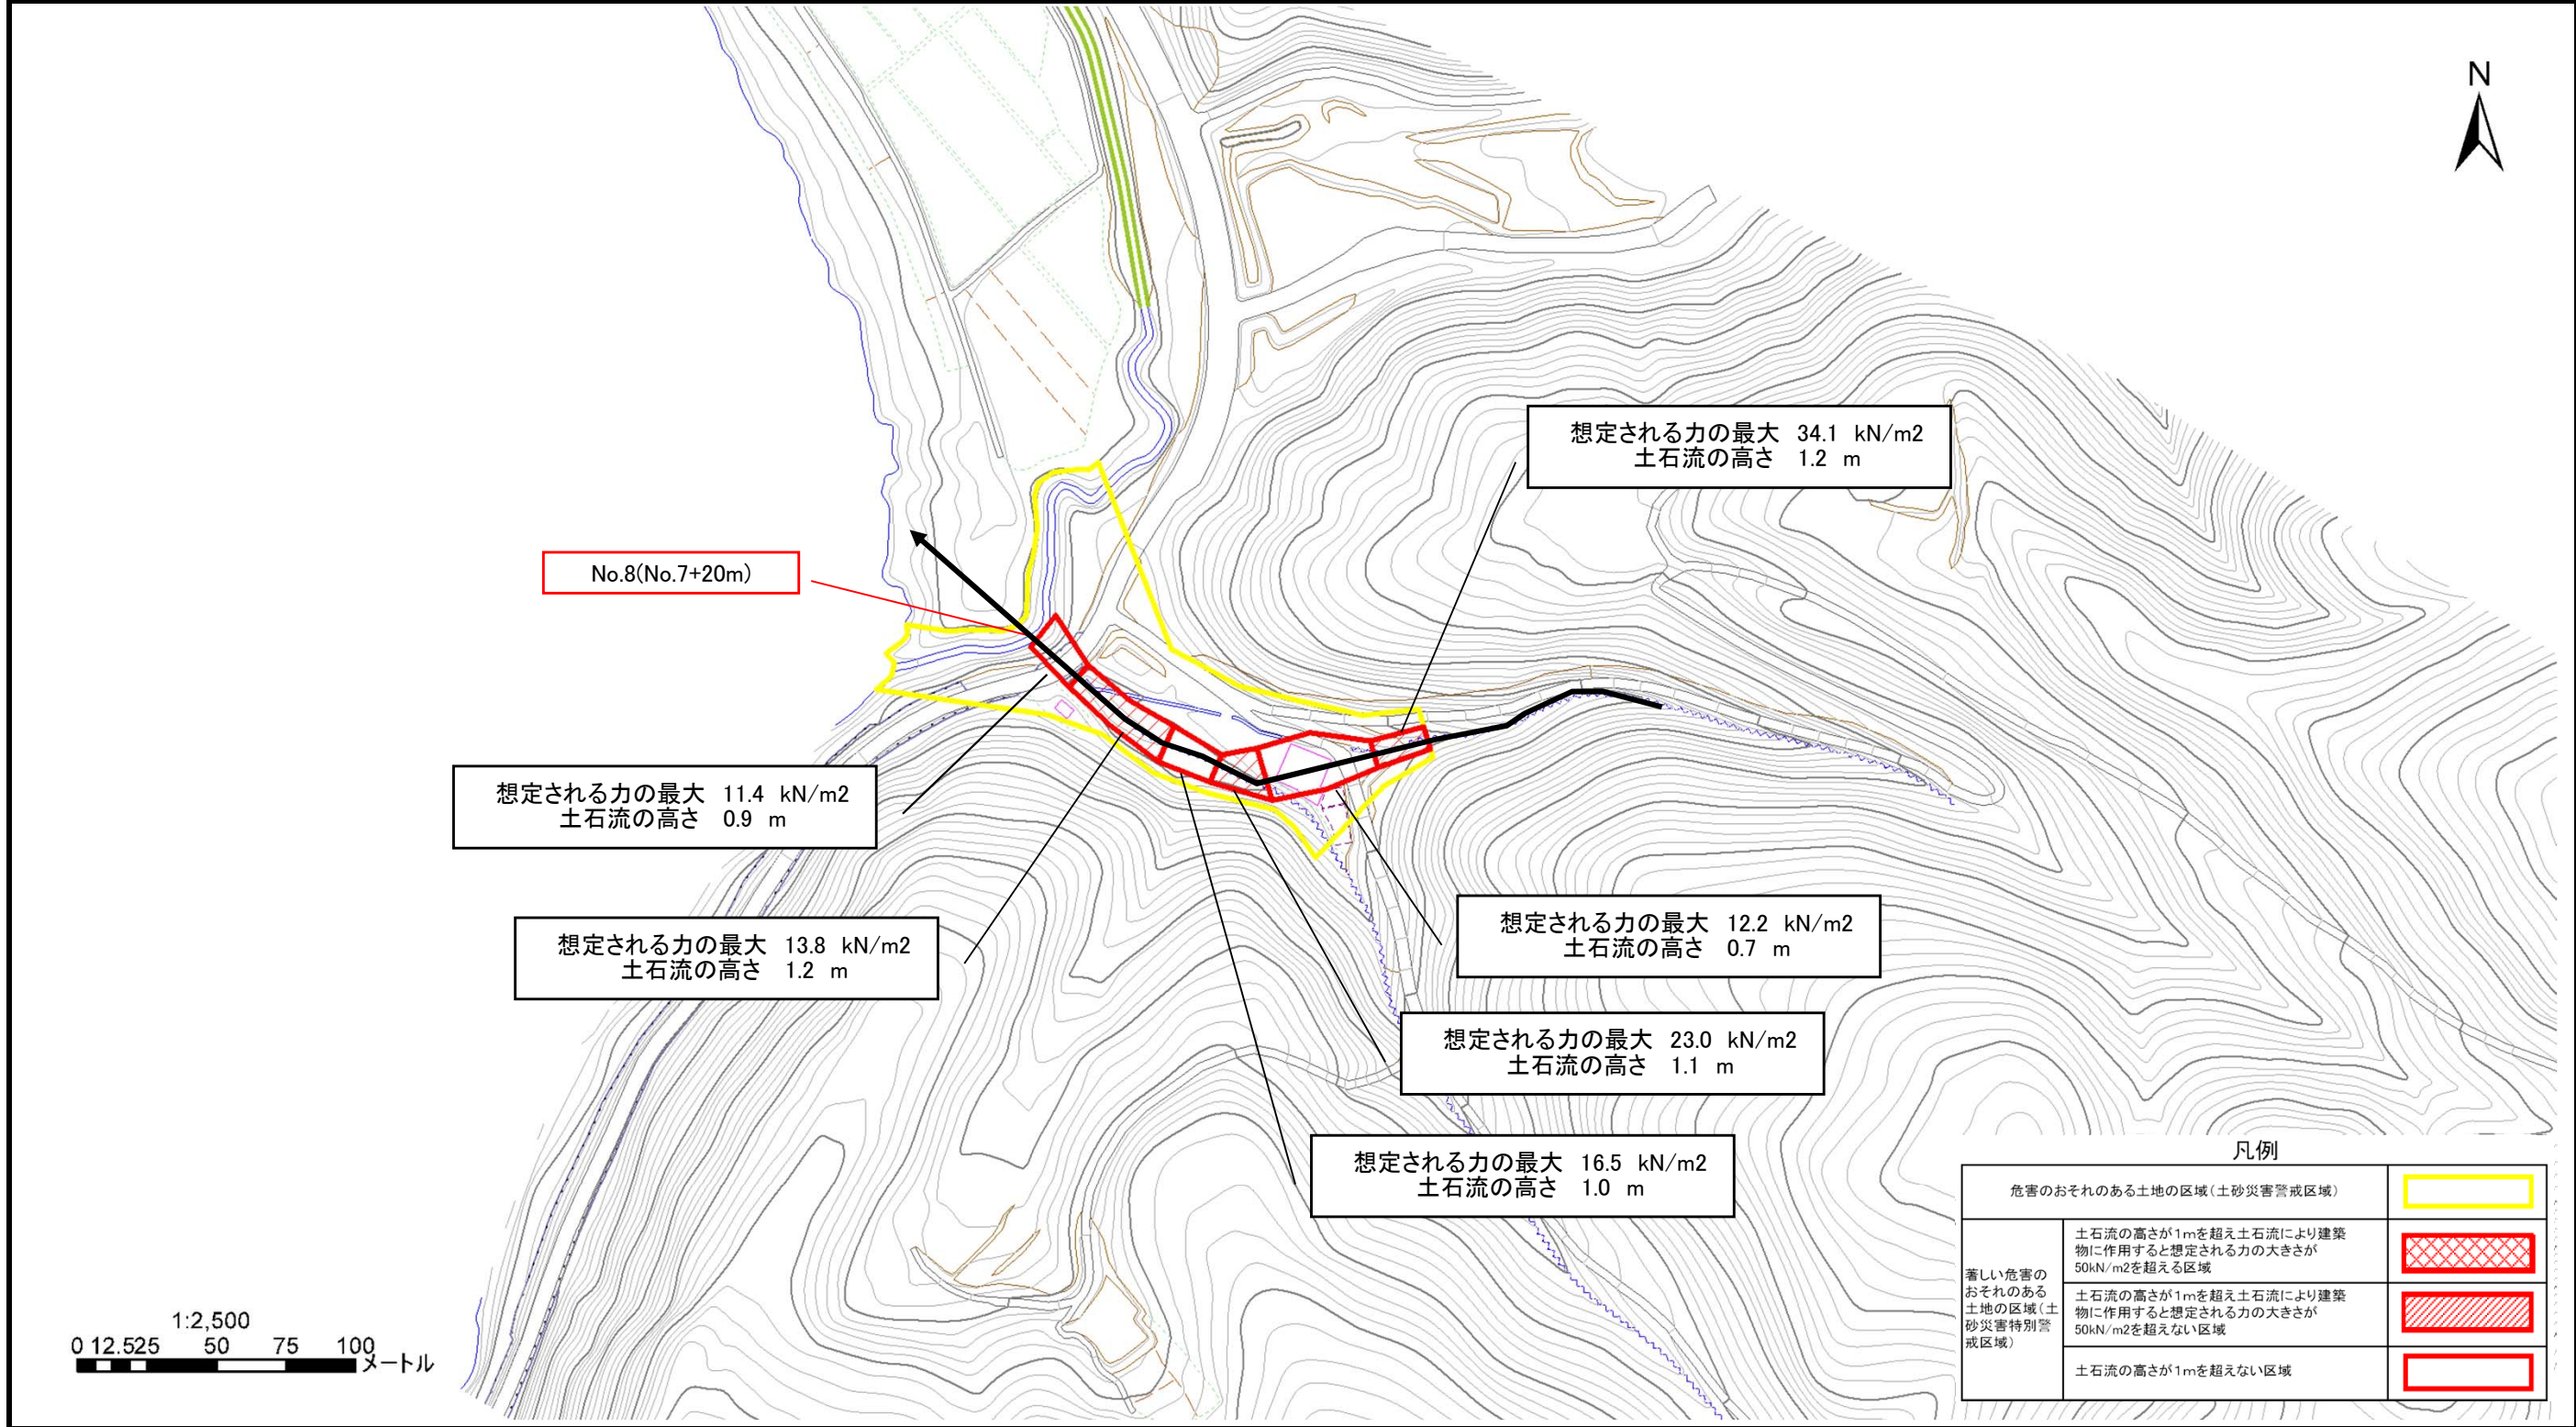 N
想定される力の最大 34.1 kN/m2
土石流の高さ 1.2 m
No.8(No.7+20m)
想定される力の最大 11.4 kN/m2
土石流の高さ 0.9 m
想定される力の最大 13.8 kN/m2
土石流の高さ 1.2 m
想定される力の最大 12.2 kN/m2
土石流の高さ 0.7 m
想定される力の最大 23.0 kN/m2
土石流の高さ 1.1 m
想定される力の最大 16.5 kN/m2
土石流の高さ 1.0 m
凡例
危害のおそれのある土地の区域(土砂災害警戒区域)
著しい危害の
おそれのある
土地の区域(土
砂災害特別警
戒区域)
土石流の高さが1mを超え土石流により建築
物に作用すると想定される力の大きさが
50kN/m2を超える区域
土石流の高さが1mを超え土石流により建築
物に作用すると想定される力の大きさが
50kN/m2を超えない区域
土石流の高さが1mを超えない区域
1:2,500
0 12.525 50 75 100
メートル